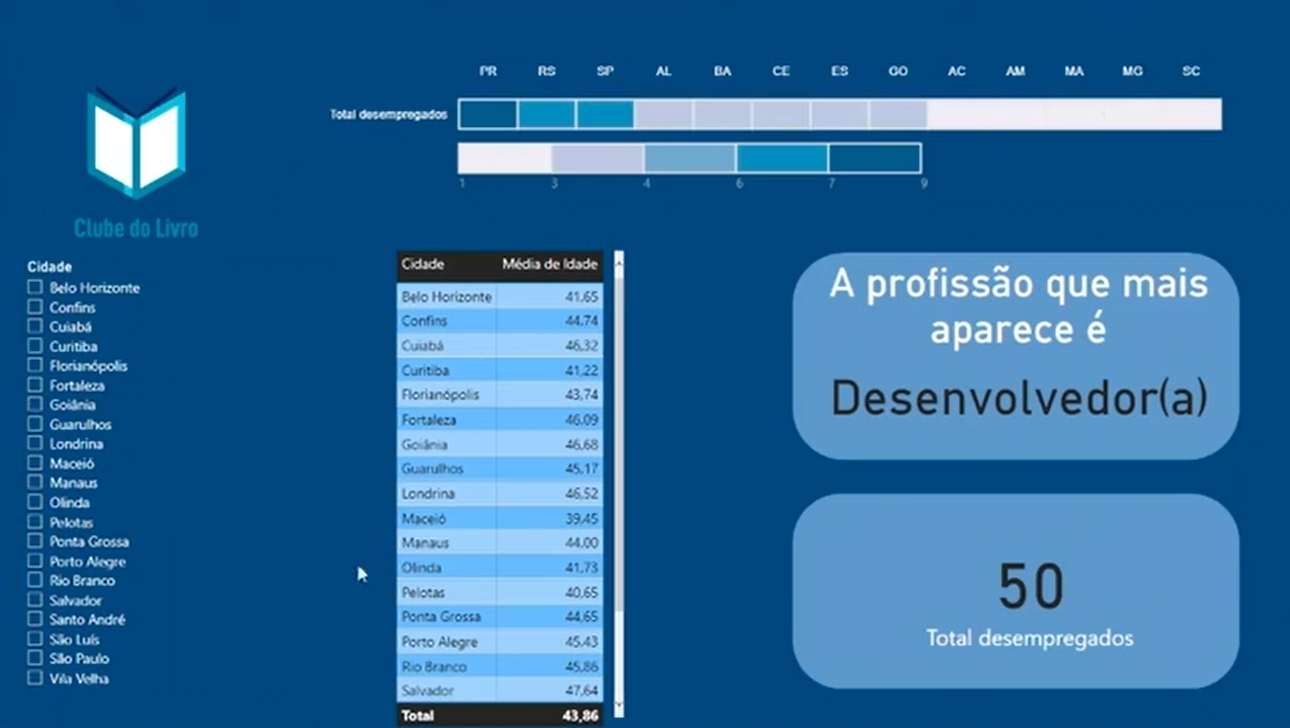 PR RS SP AL BA CE ES GO AC AM MA MG SC
Total desempregados
1 3 4 6 7 9
Clube do Livro
Cidade
Belo Horizonte
Confins
Cuiabá
Curitiba
Florianópolis
Fortaleza
Goiânia
Guarulhos
Londrina
Maceió
Manaus
Olinda
Pelotas
Ponta Grossa
Porto Alegre
Rio Branco
Salvador
Santo André
São Luís
São Paulo
Vila Velha
Cidade Média de Idade
Belo Horizonte 41,65
Confins 44,74
Cuiabá 46,32
Curitiba 41,22
Florianópolis 43,74
Fortaleza 46,09
Goiânia 46,68
Guarulhos 45,17
Londrina 46,52
Maceió 39,45
Manaus 44,00
Olinda 41,73
Pelotas 40,65
Ponta Grossa 44,65
Porto Alegre 45,43
Rio Branco 45,86
Salvador 47,64
Total 43,86
A profissão que mais
aparece é
Desenvolvedor(a)
50
Total desempregados